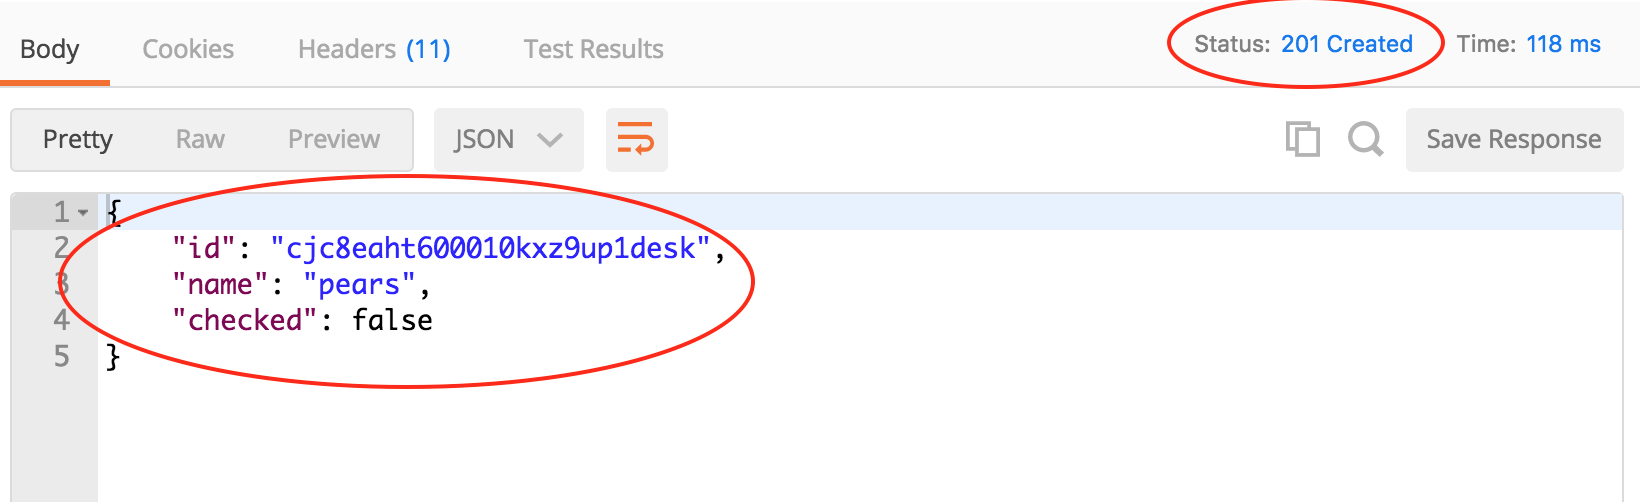 Body Cookies Headers (11) Test Results Status: 201 Created Time: 118 ms
Pretty Raw Preview JSON Save Response
1 {
2 "id": "cjc8eaht600010kxz9up1desk",
3 "name": "pears",
4 "checked": false
5 }